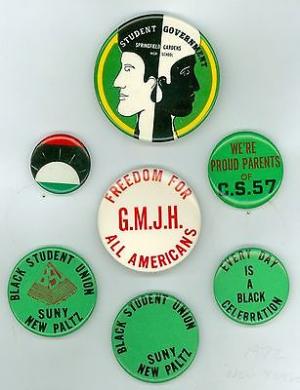 STUDENT GOVERNMENT
SPRINGFIELD GARDENS
HIGH SCHOOL
WE'RE
PROUD PARENTS
OF
C.S.57
FREEDOM FOR
G.M.J.H.
ALL AMERICANS
BLACK STUDENT UNION
SUNY
NEW PALTZ
BLACK STUDENT UNION
SUNY
NEW PALTZ
EVERY DAY
IS A
BLACK
CELEBRATION
1972